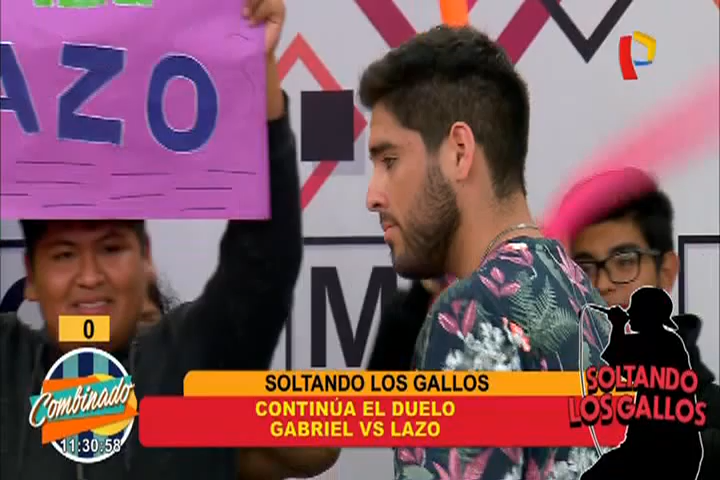 LAZO
M
0
Combinado
11:30:58
SOLTANDO LOS GALLOS
CONTINÚA EL DUELO
GABRIEL VS LAZO
SOLTANDO
LOS GALLOS